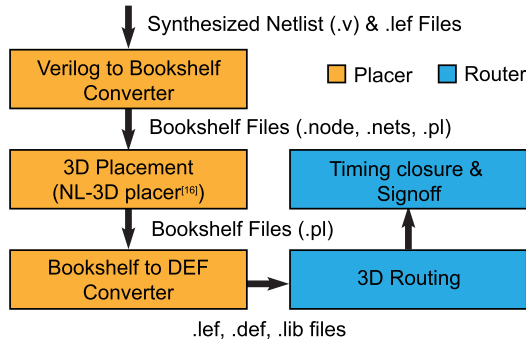 Synthesized Netlist (.v) & .lef Files
Verilog to Bookshelf
Converter
Placer
Router
Bookshelf Files (.node, .nets, .pl)
3D Placement
(NL-3D placer[16])
Timing closure &
Signoff
Bookshelf Files (.pl)
Bookshelf to DEF
Converter
3D Routing
.lef, .def, .lib files